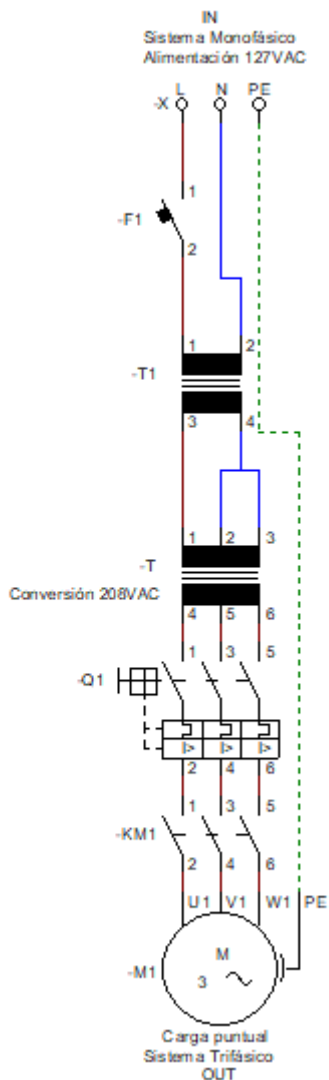 IN
Sistema Monofásico
Alimentación 127VAC
-X L N PE
1
-F1
2
1 2
-T1
3 4
1 2 3
-T
Conversión 208VAC
4 5 6
1 3 5
-Q1
I> I> I>
2 4 6
1 3 5
-KM1
2 4 6
U1 V1 W1 PE
M
-M1
3
Carga puntual
Sistema Trifásico
OUT